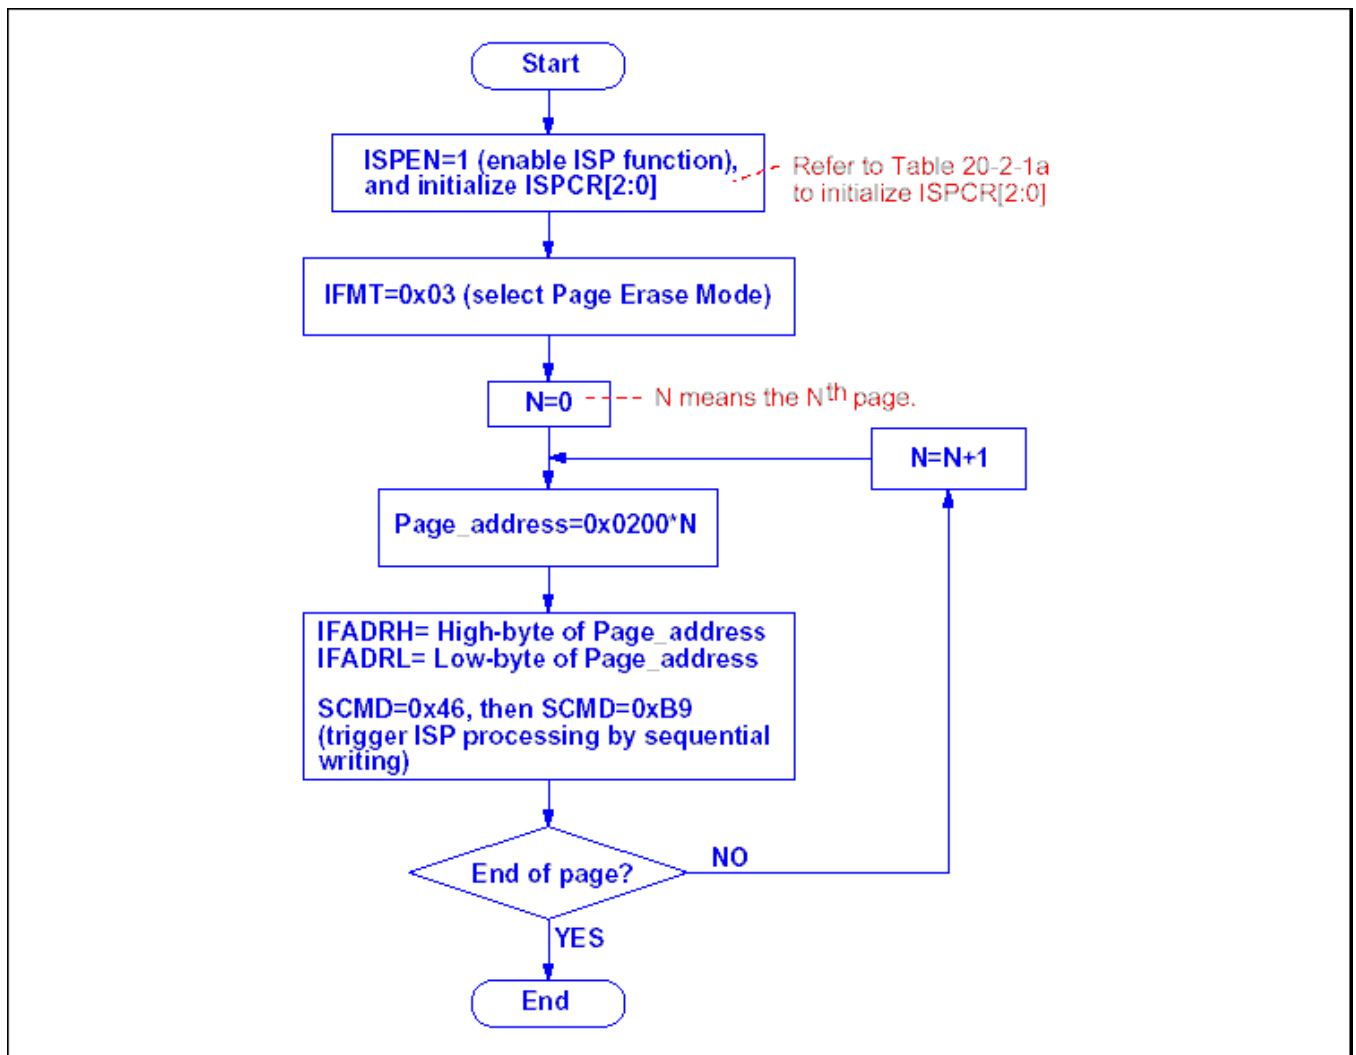 Start
ISPEN=1 (enable ISP function),
and initialize ISPCR[2:0]
Refer to Table 20-2-1a
to initialize ISPCR[2:0]
IFMT=0x03 (select Page Erase Mode)
N=0
N means the Nth page.
N=N+1
Page_address=0x0200*N
IFADRH= High-byte of Page_address
IFADRL= Low-byte of Page_address
SCMD=0x46, then SCMD=0xB9
(trigger ISP processing by sequential
writing)
End of page?
NO
YES
End